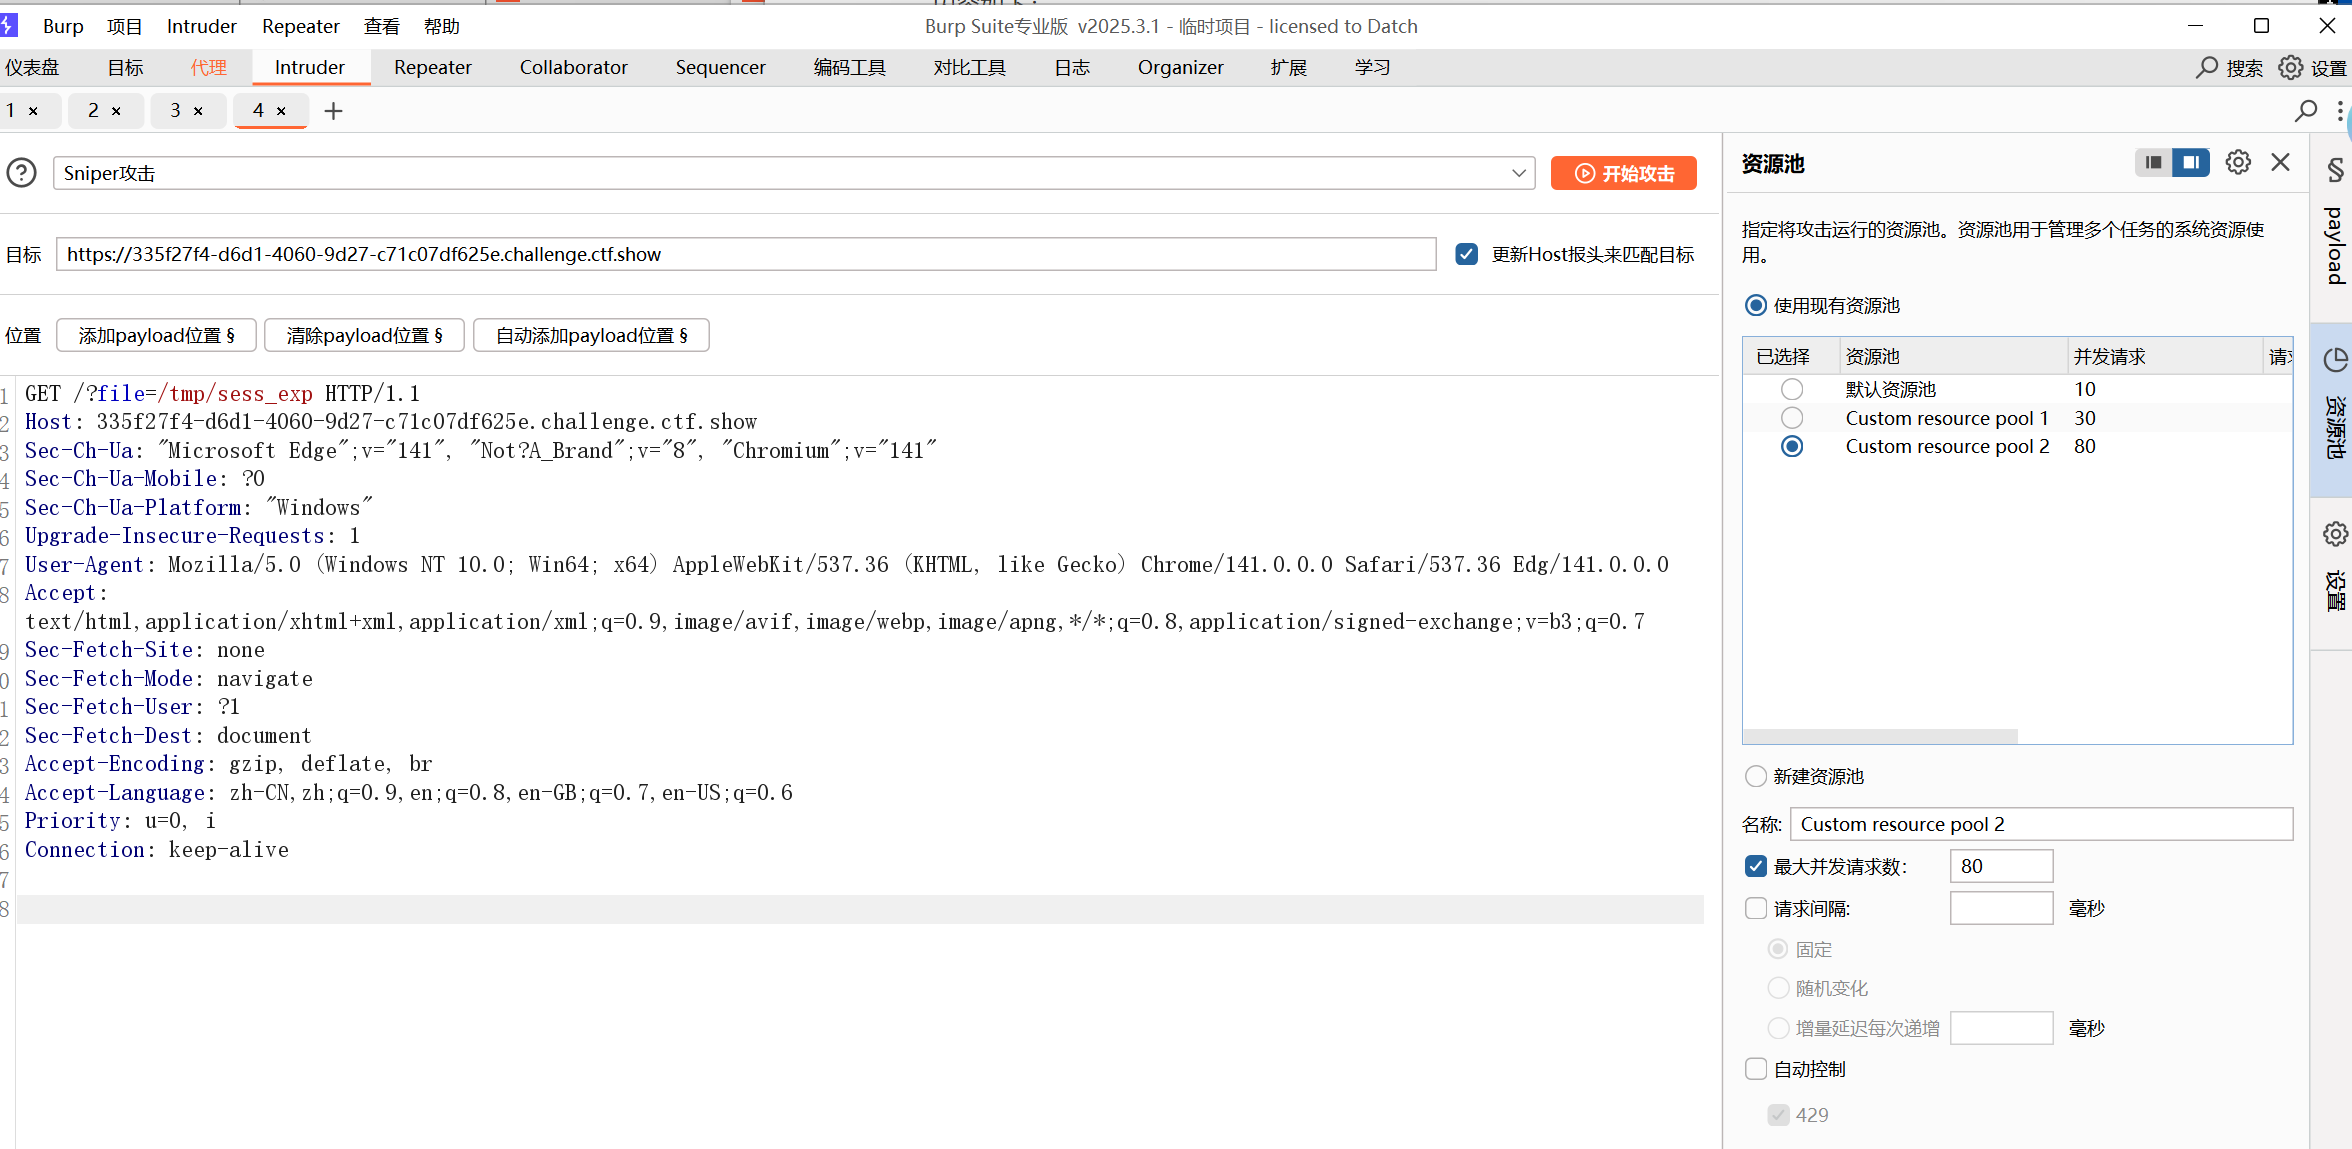 Burp 项目 Intruder Repeater 查看 帮助 Burp Suite专业版 v2025.3.1 - 临时项目 - licensed to Datch
仪表盘 目标 代理 Intruder Repeater Collaborator Sequencer 编码工具 对比工具 日志 Organizer 扩展 学习 搜索 设置
1 × 2 × 3 × 4 × +
Sniper攻击 开始攻击
目标 https://335f27f4-d6d1-4060-9d27-c71c07df625e.challenge.ctf.show 更新Host报头来匹配目标
位置 添加payload位置 § 清除payload位置 § 自动添加payload位置 §
1 GET /?file=/tmp/sess_exp HTTP/1.1
2 Host: 335f27f4-d6d1-4060-9d27-c71c07df625e.challenge.ctf.show
3 Sec-Ch-Ua: "Microsoft Edge";v="141", "Not?A_Brand";v="8", "Chromium";v="141"
4 Sec-Ch-Ua-Mobile: ?0
5 Sec-Ch-Ua-Platform: "Windows"
6 Upgrade-Insecure-Requests: 1
7 User-Agent: Mozilla/5.0 (Windows NT 10.0; Win64; x64) AppleWebKit/537.36 (KHTML, like Gecko) Chrome/141.0.0.0 Safari/537.36 Edg/141.0.0.0
8 Accept:
text/html,application/xhtml+xml,application/xml;q=0.9,image/avif,image/webp,image/apng,*/*;q=0.8,application/signed-exchange;v=b3;q=0.7
9 Sec-Fetch-Site: none
0 Sec-Fetch-Mode: navigate
1 Sec-Fetch-User: ?1
2 Sec-Fetch-Dest: document
3 Accept-Encoding: gzip, deflate, br
4 Accept-Language: zh-CN,zh;q=0.9,en;q=0.8,en-GB;q=0.7,en-US;q=0.6
5 Priority: u=0, i
6 Connection: keep-alive
7
8
资源池
指定将攻击运行的资源池。资源池用于管理多个任务的系统资源使
用。
使用现有资源池
已选择 资源池 并发请求
默认资源池 10
Custom resource pool 1 30
Custom resource pool 2 80
新建资源池
名称: Custom resource pool 2
最大并发请求数: 80
请求间隔: 毫秒
固定
随机变化
增量延迟每次递增 毫秒
自动控制
429
§
payload
资源池
设置